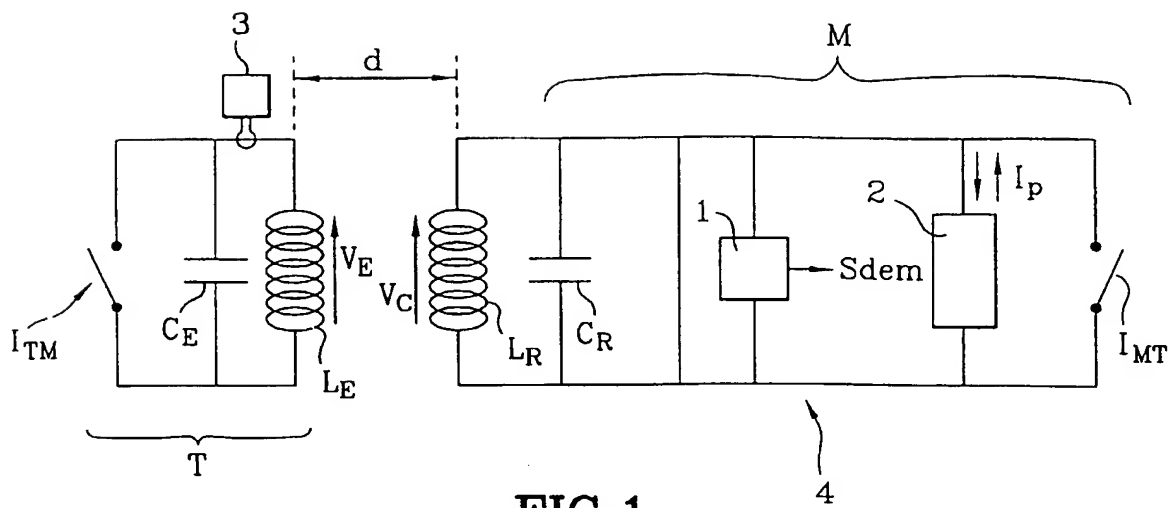 3
d
M
I_TM
C_E
V_E
L_E
V_C
L_R
C_R
1
Sdem
2
I_p
I_MT
T
4
FIG.1